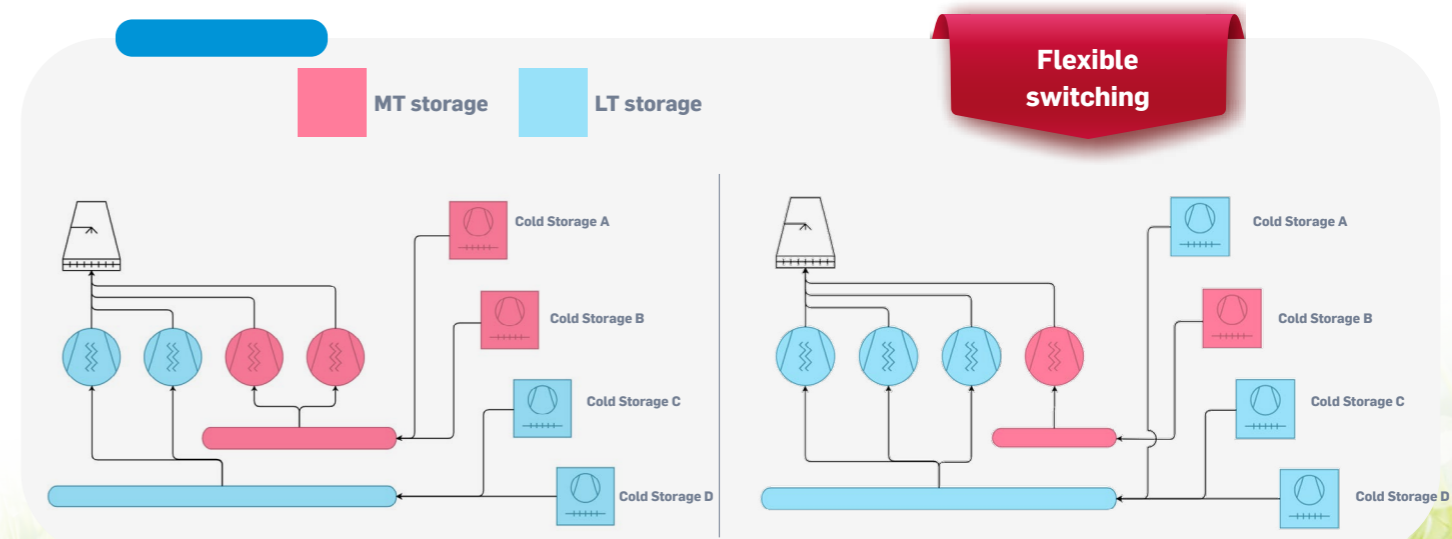 Flexible
switching
MT storage
LT storage
Cold Storage A
Cold Storage B
Cold Storage C
Cold Storage D
Cold Storage A
Cold Storage B
Cold Storage C
Cold Storage D